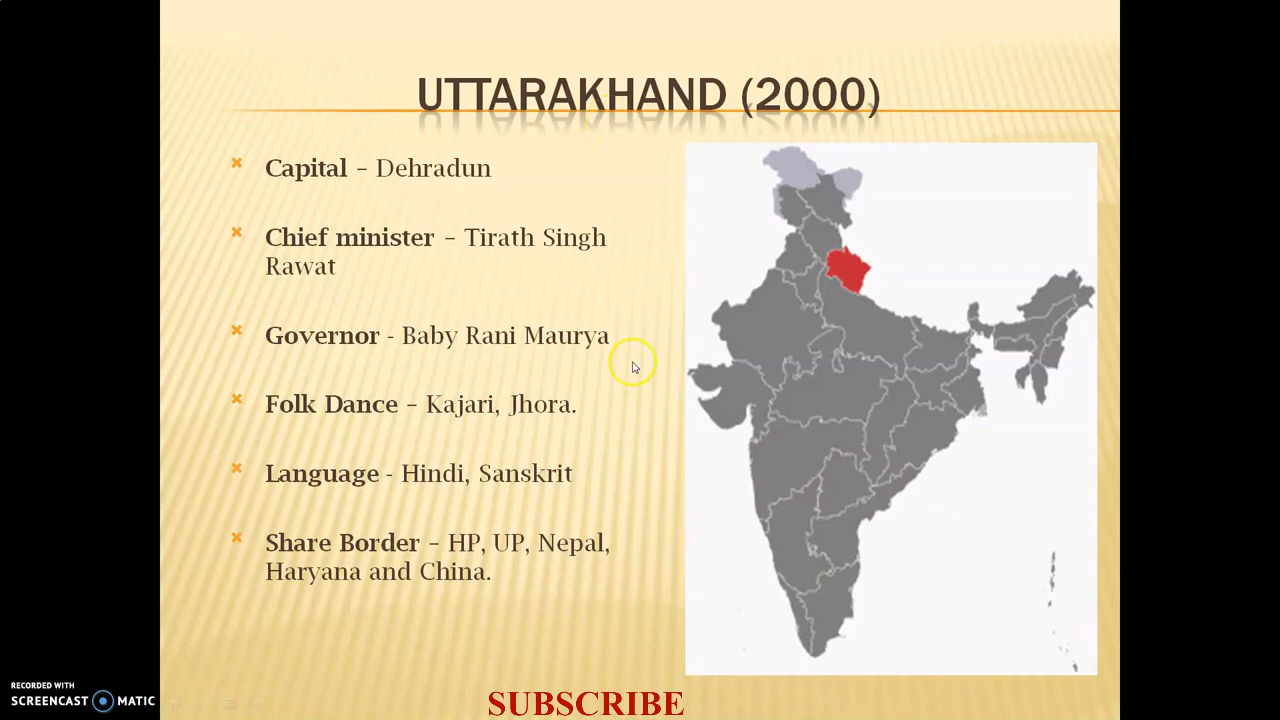 UTTARAKHAND (2000)
Capital – Dehradun
Chief minister – Tirath Singh
Rawat
Governor - Baby Rani Maurya
Folk Dance – Kajari, Jhora.
Language - Hindi, Sanskrit
Share Border – HP, UP, Nepal,
Haryana and China.
RECORDED WITH
SCREENCAST MATIC
SUBSCRIBE